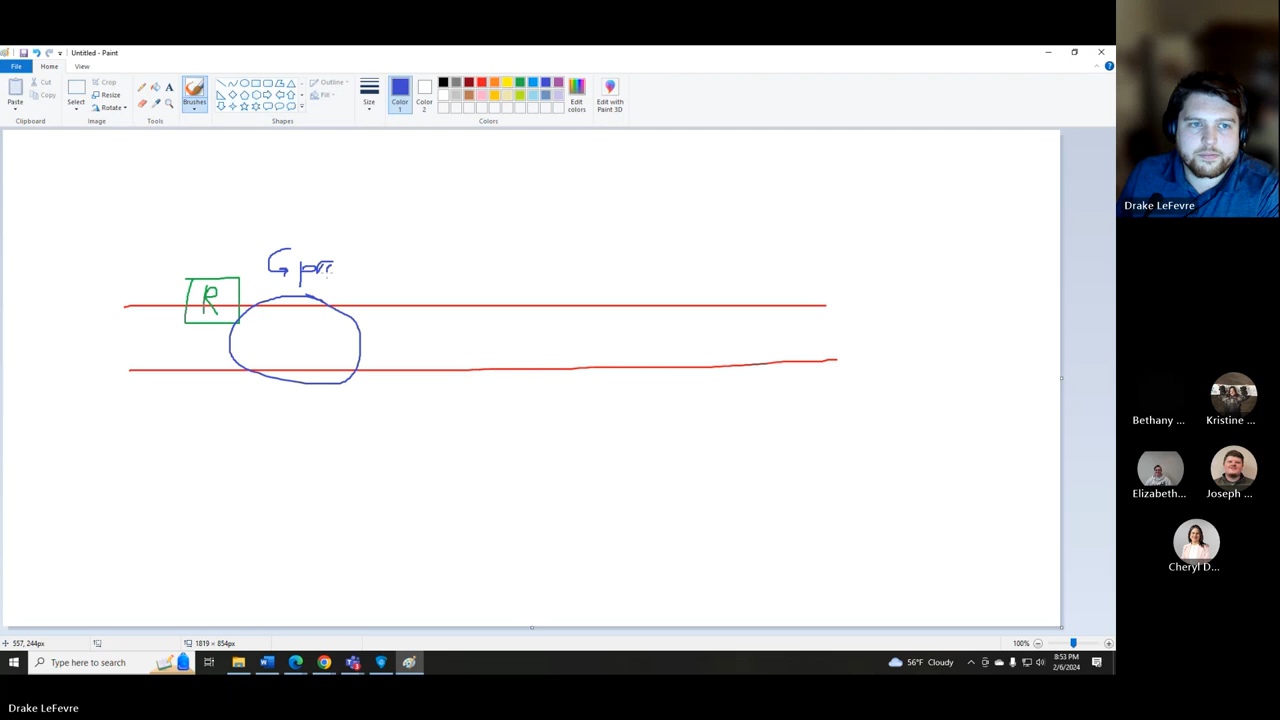 Untitled - Paint
File Home View
Paste
Cut
Copy
Clipboard
Select
Crop
Resize
Rotate
Image
Tools
Brushes
Shapes
Outline
Fill
Size
Color 1
Color 2
Edit colors
Edit with Paint 3D
Colors
R
Drake LeFevre
Bethany ...
Kristine ...
Elizabeth...
Joseph ...
Cheryl D...
557, 244px
1819 × 854px
100%
Type here to search
56°F Cloudy
8:53 PM
2/6/2024
Drake LeFevre